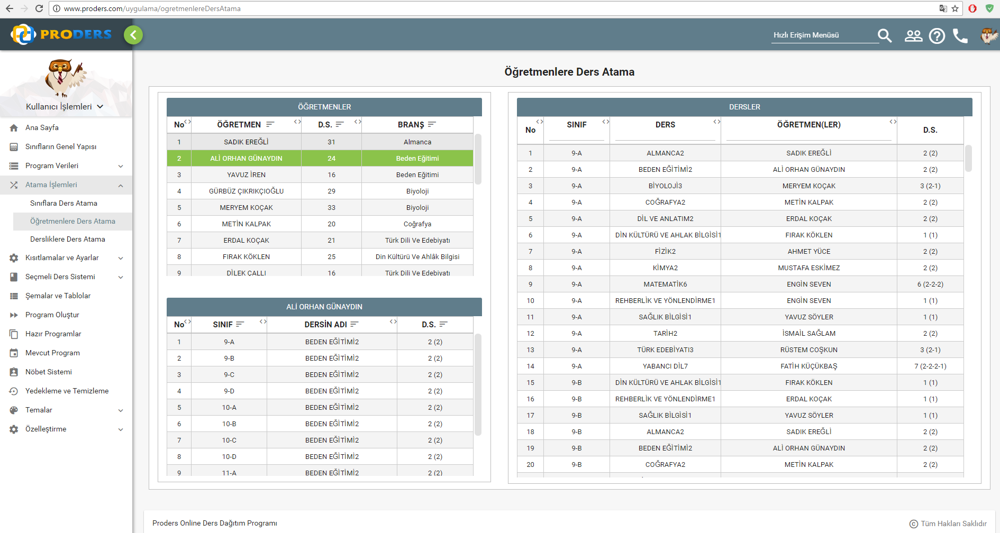 www.proders.com/uygulama/ogretmenlereDersAtama
PRODERS
Hızlı Erişim Menüsü
Kullanıcı İşlemleri
Ana Sayfa
Sınıfların Genel Yapısı
Program Verileri
Atama İşlemleri
Sınıflara Ders Atama
Öğretmenlere Ders Atama
Dersliklere Ders Atama
Kısıtlamalar ve Ayarlar
Seçmeli Ders Sistemi
Şemalar ve Tablolar
Program Oluştur
Hazır Programlar
Mevcut Program
Nöbet Sistemi
Yedekleme ve Temizleme
Temalar
Özelleştirme
Öğretmenlere Ders Atama
ÖĞRETMENLER
No ÖĞRETMEN D.S. BRANŞ
1 SADIK EREĞLİ 31 Almanca
2 ALİ ORHAN GÜNAYDIN 24 Beden Eğitimi
3 YAVUZ İREN 16 Beden Eğitimi
4 GÜRBÜZ ÇIKRIKÇIOĞLU 29 Biyoloji
5 MERYEM KOÇAK 33 Biyoloji
6 METİN KALPAK 20 Coğrafya
7 ERDAL KOÇAK 21 Türk Dili Ve Edebiyatı
8 FIRAK KÖKLEN 25 Din Kültürü Ve Ahlâk Bilgisi
9 DİLEK ÇALLI 16 Türk Dili Ve Edebiyatı
ALİ ORHAN GÜNAYDIN
No SINIF DERSİN ADI D.S.
1 9-A BEDEN EĞİTİMİ2 2 (2)
2 9-B BEDEN EĞİTİMİ2 2 (2)
3 9-C BEDEN EĞİTİMİ2 2 (2)
4 9-D BEDEN EĞİTİMİ2 2 (2)
5 10-A BEDEN EĞİTİMİ2 2 (2)
6 10-B BEDEN EĞİTİMİ2 2 (2)
7 10-C BEDEN EĞİTİMİ2 2 (2)
8 10-D BEDEN EĞİTİMİ2 2 (2)
9 11-A BEDEN EĞİTİMİ2 2 (2)
DERSLER
No SINIF DERS ÖĞRETMEN(LER) D.S.
1 9-A ALMANCA2 SADIK EREĞLİ 2 (2)
2 9-A BEDEN EĞİTİMİ2 ALİ ORHAN GÜNAYDIN 2 (2)
3 9-A BİYOLOJİ3 MERYEM KOÇAK 3 (2-1)
4 9-A COĞRAFYA2 METİN KALPAK 2 (2)
5 9-A DİL VE ANLATIM2 ERDAL KOÇAK 2 (2)
6 9-A DİN KÜLTÜRÜ VE AHLAK BİLGİSİ1 FIRAK KÖKLEN 1 (1)
7 9-A FİZİK2 AHMET YÜCE 2 (2)
8 9-A KİMYA2 MUSTAFA ESKİMEZ 2 (2)
9 9-A MATEMATİK6 ENGİN SEVEN 6 (2-2-2)
10 9-A REHBERLİK VE YÖNLENDİRME1 ENGİN SEVEN 1 (1)
11 9-A SAĞLIK BİLGİSİ1 YAVUZ SÖYLER 1 (1)
12 9-A TARİH2 İSMAİL SAĞLAM 2 (2)
13 9-A TÜRK EDEBİYATI3 RÜSTEM COŞKUN 3 (2-1)
14 9-A YABANCI DİL7 FATİH KÜÇÜKBAŞ 7 (2-2-2-1)
15 9-B DİN KÜLTÜRÜ VE AHLAK BİLGİSİ1 FIRAK KÖKLEN 1 (1)
16 9-B REHBERLİK VE YÖNLENDİRME1 ERDAL KOÇAK 1 (1)
17 9-B SAĞLIK BİLGİSİ1 YAVUZ SÖYLER 1 (1)
18 9-B ALMANCA2 SADIK EREĞLİ 2 (2)
19 9-B BEDEN EĞİTİMİ2 ALİ ORHAN GÜNAYDIN 2 (2)
20 9-B COĞRAFYA2 METİN KALPAK 2 (2)
Proders Online Ders Dağıtım Programı
© Tüm Hakları Saklıdır